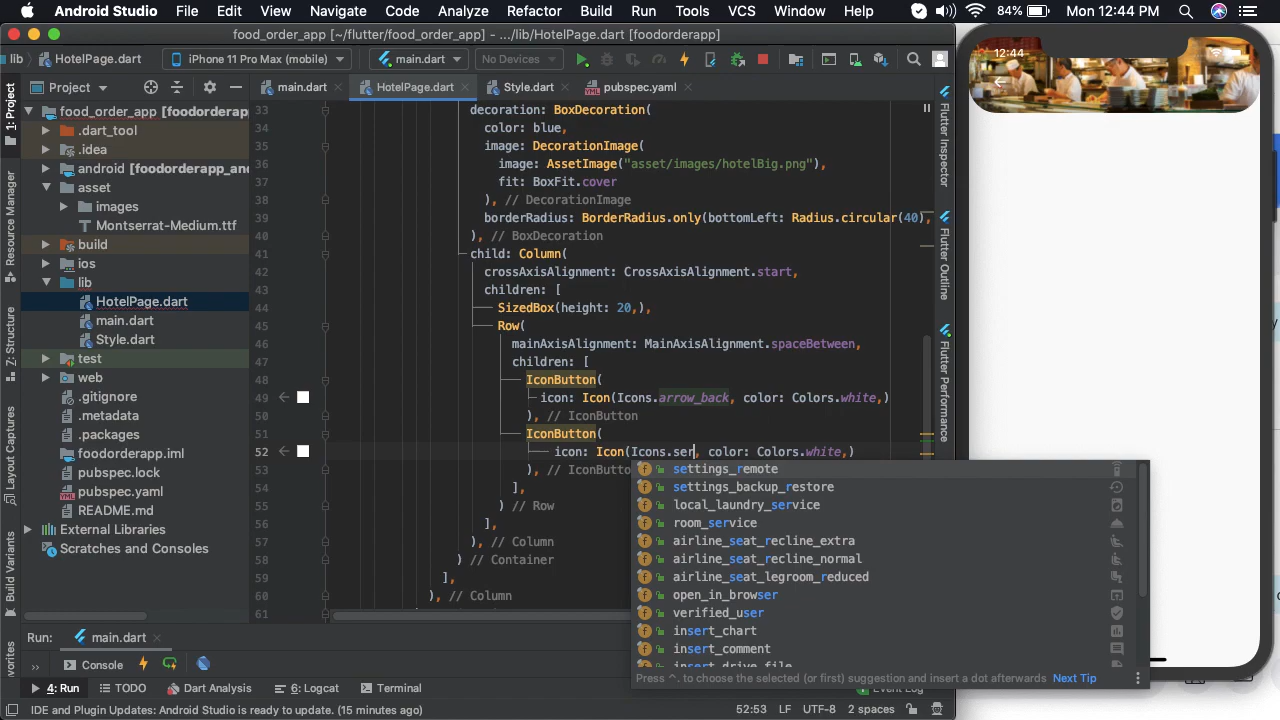 Android Studio File Edit View Navigate Code Analyze Refactor Build Run Tools VCS Window Help 84% Mon 12:44 PM
food_order_app [~/flutter/food_order_app] - .../lib/HotelPage.dart [foodorderapp]
lib HotelPage.dart iPhone 11 Pro Max (mobile) main.dart No Devices
Project main.dart HotelPage.dart Style.dart pubspec.yaml
1: Project
Resource Manager
Z: Structure
Layout Captures
Build Variants
food_order_app [foodorderapp
.dart_tool
.idea
android [foodorderapp_and
asset
images
Montserrat-Medium.ttf
build
ios
lib
HotelPage.dart
main.dart
Style.dart
test
web
.gitignore
.metadata
.packages
foodorderapp.iml
pubspec.lock
pubspec.yaml
README.md
External Libraries
Scratches and Consoles
33 decoration: BoxDecoration(
34 color: blue,
35 image: DecorationImage(
36 image: AssetImage("asset/images/hotelBig.png"),
37 fit: BoxFit.cover
38 ), // DecorationImage
39 borderRadius: BorderRadius.only(bottomLeft: Radius.circular(40),
40 ), // BoxDecoration
41 child: Column(
42 crossAxisAlignment: CrossAxisAlignment.start,
43 children: [
44 SizedBox(height: 20,),
45 Row(
46 mainAxisAlignment: MainAxisAlignment.spaceBetween,
47 children: [
48 IconButton(
49 icon: Icon(Icons.arrow_back, color: Colors.white,)
50 ), // IconButton
51 IconButton(
52 icon: Icon(Icons.ser, color: Colors.white,)
53 ), // IconButto
54 ],
55 ) // Row
56 ],
57 ), // Column
58 ) // Container
59 ],
60 ), // Column
61
settings_remote
settings_backup_restore
local_laundry_service
room_service
airline_seat_recline_extra
airline_seat_recline_normal
airline_seat_legroom_reduced
open_in_browser
verified_user
insert_chart
insert_comment
insert_drive_file
Press ^. to choose the selected (or first) suggestion and insert a dot afterwards Next Tip
Flutter Inspector
Flutter Outline
Flutter Performance
12:44
Run: main.dart
Console
avorites
4: Run TODO Dart Analysis 6: Logcat Terminal Event Log
IDE and Plugin Updates: Android Studio is ready to update. (15 minutes ago) 52:53 LF UTF-8 2 spaces